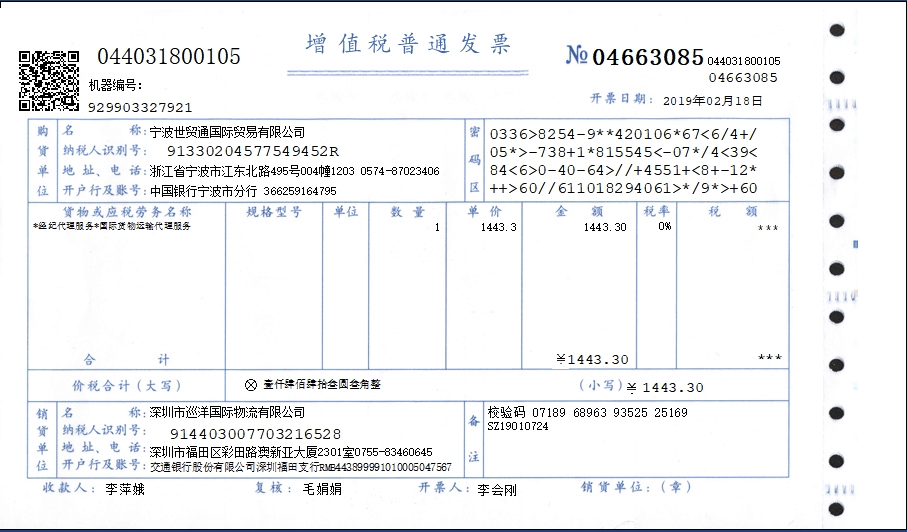 增值税普通发票
044031800105
№ 04663085 044031800105
04663085
机器编号:
929903327921
开票日期: 2019年02月18日
购货单位
名 称: 宁波世贸通国际贸易有限公司
纳税人识别号: 91330204577549452R
地 址、电 话: 浙江省宁波市江东北路495号004幢1203 0574-87023406
开户行及账号: 中国银行宁波市分行 366259164795
密码区
0336>8254-9**420106*67<6/4+/
05*>-738+1*815545<-07*/4<39<
84<6>0-40-64>//+4551+<8+-12*
++>60//611018294061>*/9*>+60
货物或应税劳务名称 规格型号 单位 数 量 单 价 金 额 税率 税 额
*经纪代理服务*国际货物运输代理服务 1 1443.3 1443.30 0% ***
合 计 ¥1443.30 ***
价税合计(大写) ⊗ 壹仟肆佰肆拾叁圆叁角整 (小写) ¥ 1443.30
销货单位
名 称: 深圳市巡洋国际物流有限公司
纳税人识别号: 914403007703216528
地 址、电 话: 深圳市福田区彩田路澳新亚大厦2301室0755-83460645
开户行及账号: 交通银行股份有限公司深圳福田支行RMB443899991010005047567
备注
校验码 07189 68963 93525 25169
SZ19010724
收款人: 李萍娥 复核: 毛娟娟 开票人: 李会刚 销货单位: (章)